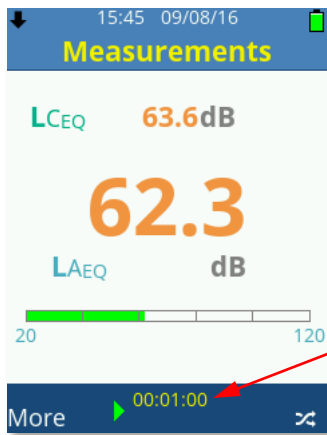 15:45 09/08/16
Measurements
LCEQ 63.6dB
62.3
LAEQ dB
20 120
00:01:00
More